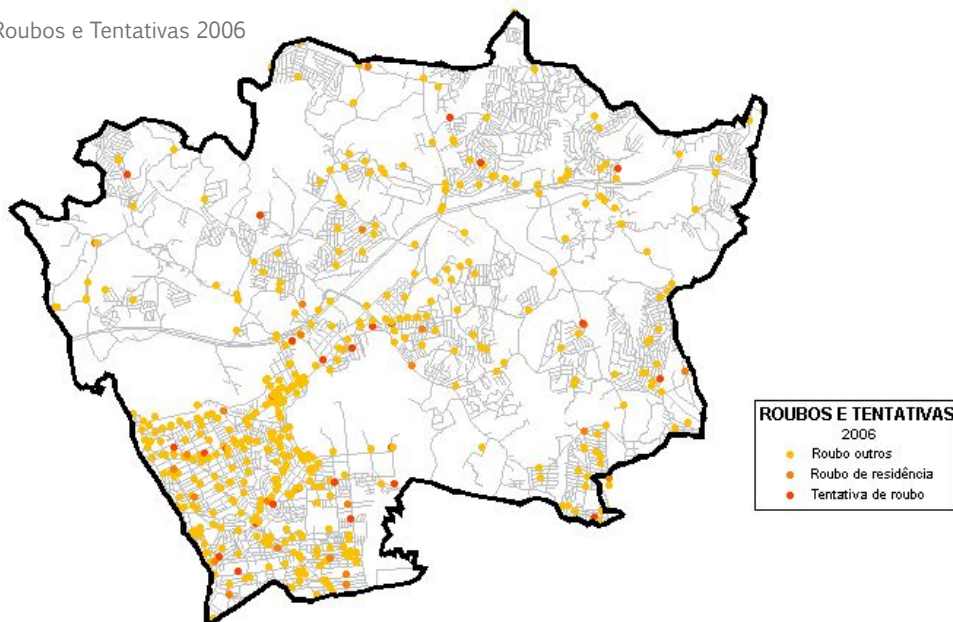 Roubos e Tentativas 2006
ROUBOS E TENTATIVAS
2006
Roubo outros
Roubo de residência
Tentativa de roubo